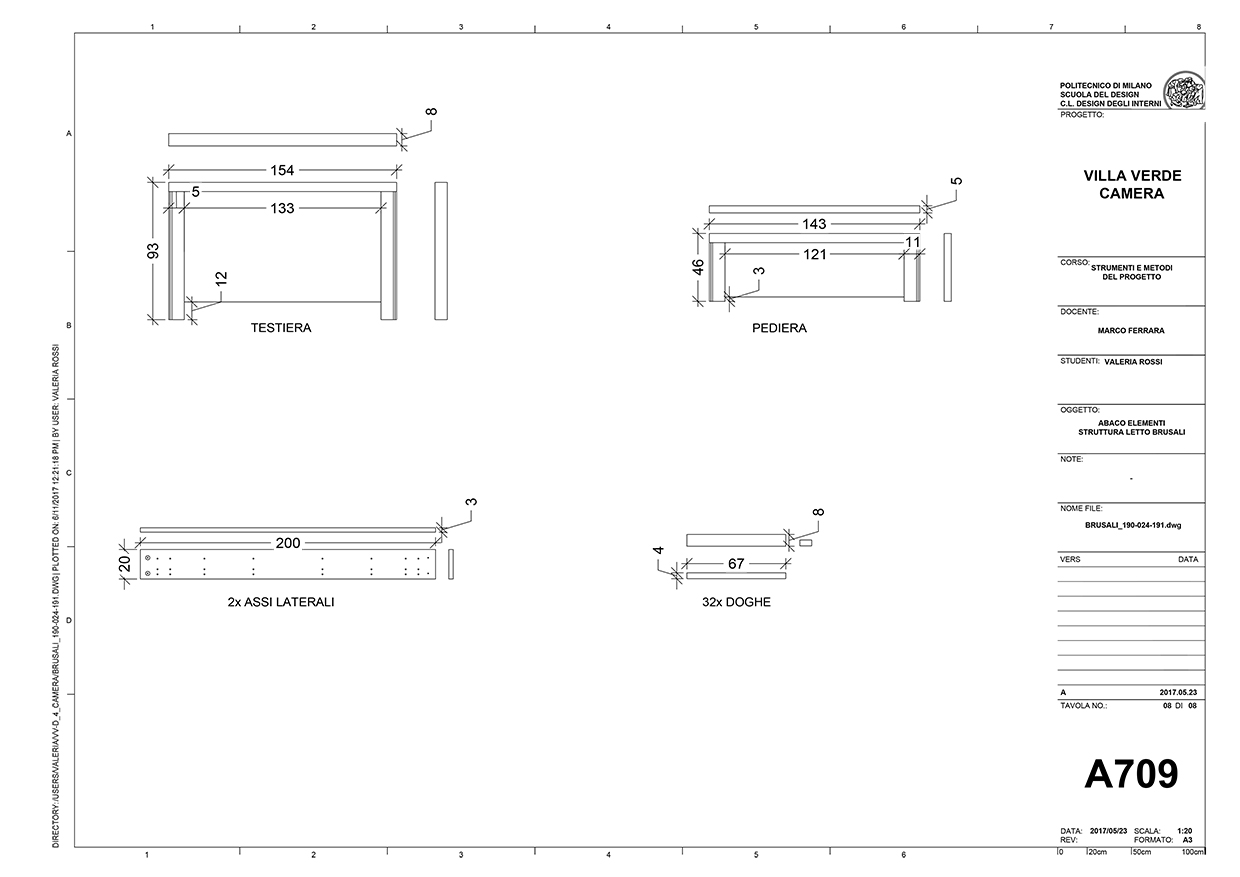 1 2 3 4 5 6 7 8
A
B
C
D
8
154
5
133
93
12
TESTIERA
5
143
11
121
46
3
PEDIERA
3
200
20
2x ASSI LATERALI
8
4
67
32x DOGHE
DIRECTORY:/USERS/VALERIA/VV-D_4_CAMERA/BRUSALI_190-024-191.DWG| PLOTTED ON: 6/11/2017 12:21:18 PM| BY USER: VALERIA ROSSI
POLITECNICO DI MILANO
SCUOLA DEL DESIGN
C.L. DESIGN DEGLI INTERNI
PROGETTO:
VILLA VERDE
CAMERA
CORSO: STRUMENTI E METODI
DEL PROGETTO
DOCENTE:
MARCO FERRARA
STUDENTI: VALERIA ROSSI
OGGETTO:
ABACO ELEMENTI
STRUTTURA LETTO BRUSALI
NOTE:
-
NOME FILE:
BRUSALI_190-024-191.dwg
VERS DATA
A 2017.05.23
TAVOLA NO.: 08 DI 08
A709
DATA: 2017/05/23 SCALA: 1:20
REV: FORMATO: A3
0 20cm 50cm 100cm
1 2 3 4 5 6